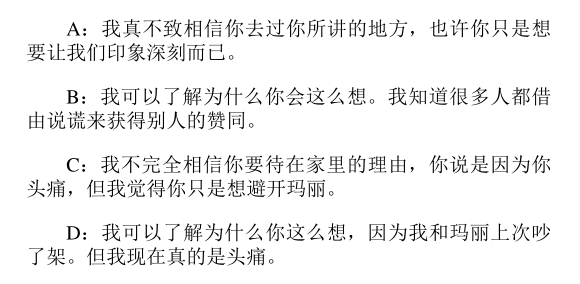 A：我真不致相信你去过你所讲的地方，也许你只是想
要让我们印象深刻而已。
B：我可以了解为什么你会这么想。我知道很多人都借
由说谎来获得别人的赞同。
C：我不完全相信你要待在家里的理由，你说是因为你
头痛，但我觉得你只是想避开玛丽。
D：我可以了解为什么你这么想，因为我和玛丽上次吵
了架。但我现在真的是头痛。